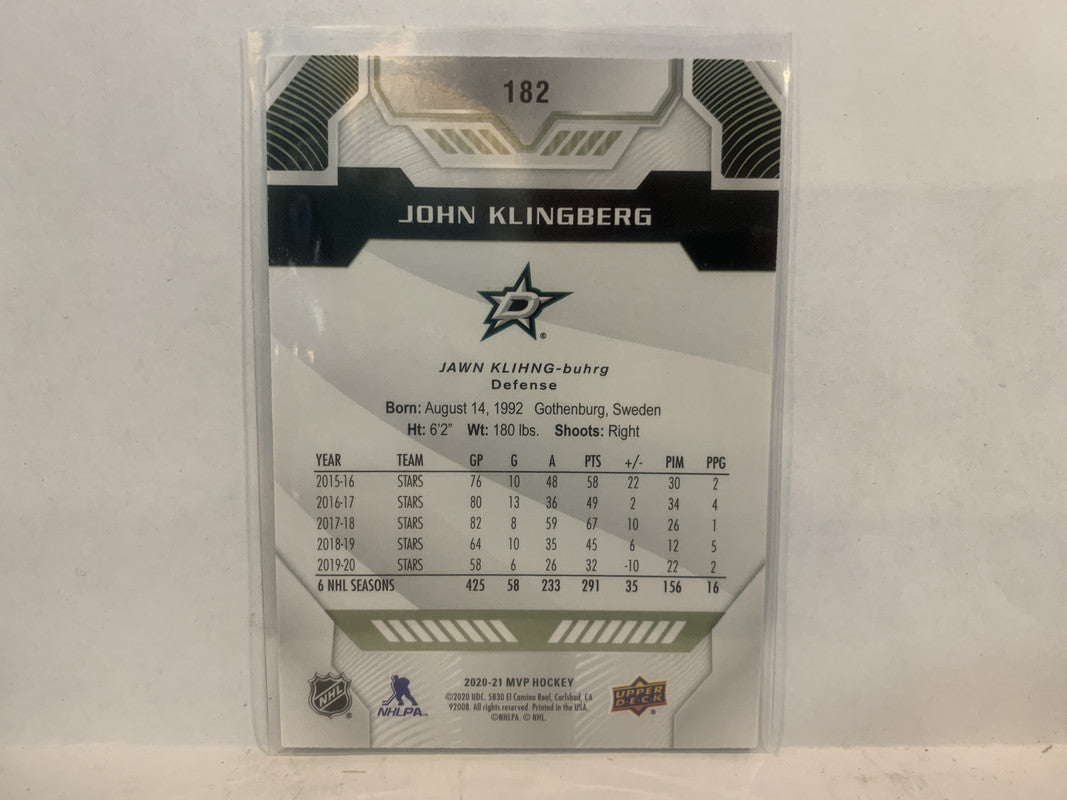 182
JOHN KLINGBERG
D ®
JAWN KLIHNG-buhrg
Defense
Born: August 14, 1992 Gothenburg, Sweden
Ht: 6'2" Wt: 180 lbs. Shoots: Right
YEAR TEAM GP G A PTS +/- PIM PPG
2015-16 STARS 76 10 48 58 22 30 2
2016-17 STARS 80 13 36 49 2 34 4
2017-18 STARS 82 8 59 67 10 26 1
2018-19 STARS 64 10 35 45 6 12 5
2019-20 STARS 58 6 26 32 -10 22 2
6 NHL SEASONS 425 58 233 291 35 156 16
NHL ®
NHLPA™
2020-21 MVP HOCKEY
©2020 UDC. 5830 El Camino Real, Carlsbad, CA
92008. All rights reserved. Printed in the USA.
©NHLPA. © NHL.
UPPER
DECK ®